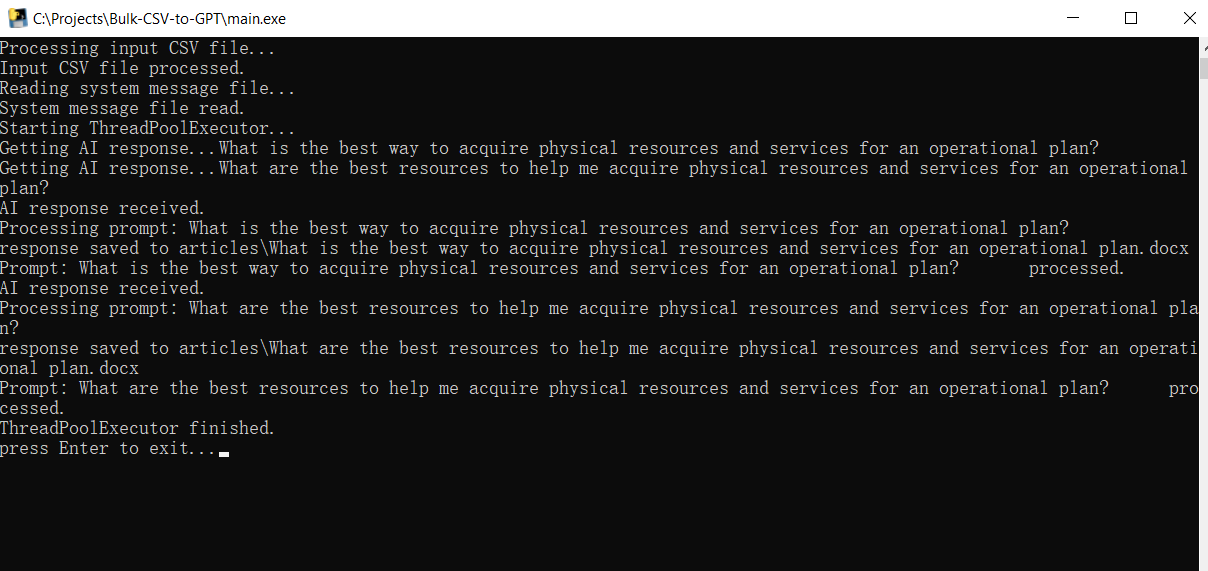 C:\Projects\Bulk-CSV-to-GPT\main.exe
Processing input CSV file...
Input CSV file processed.
Reading system message file...
System message file read.
Starting ThreadPoolExecutor...
Getting AI response...What is the best way to acquire physical resources and services for an operational plan?
Getting AI response...What are the best resources to help me acquire physical resources and services for an operational
plan?
AI response received.
Processing prompt: What is the best way to acquire physical resources and services for an operational plan?
response saved to articles\What is the best way to acquire physical resources and services for an operational plan.docx
Prompt: What is the best way to acquire physical resources and services for an operational plan?       processed.
AI response received.
Processing prompt: What are the best resources to help me acquire physical resources and services for an operational pla
n?
response saved to articles\What are the best resources to help me acquire physical resources and services for an operati
onal plan.docx
Prompt: What are the best resources to help me acquire physical resources and services for an operational plan?      pro
cessed.
ThreadPoolExecutor finished.
press Enter to exit...